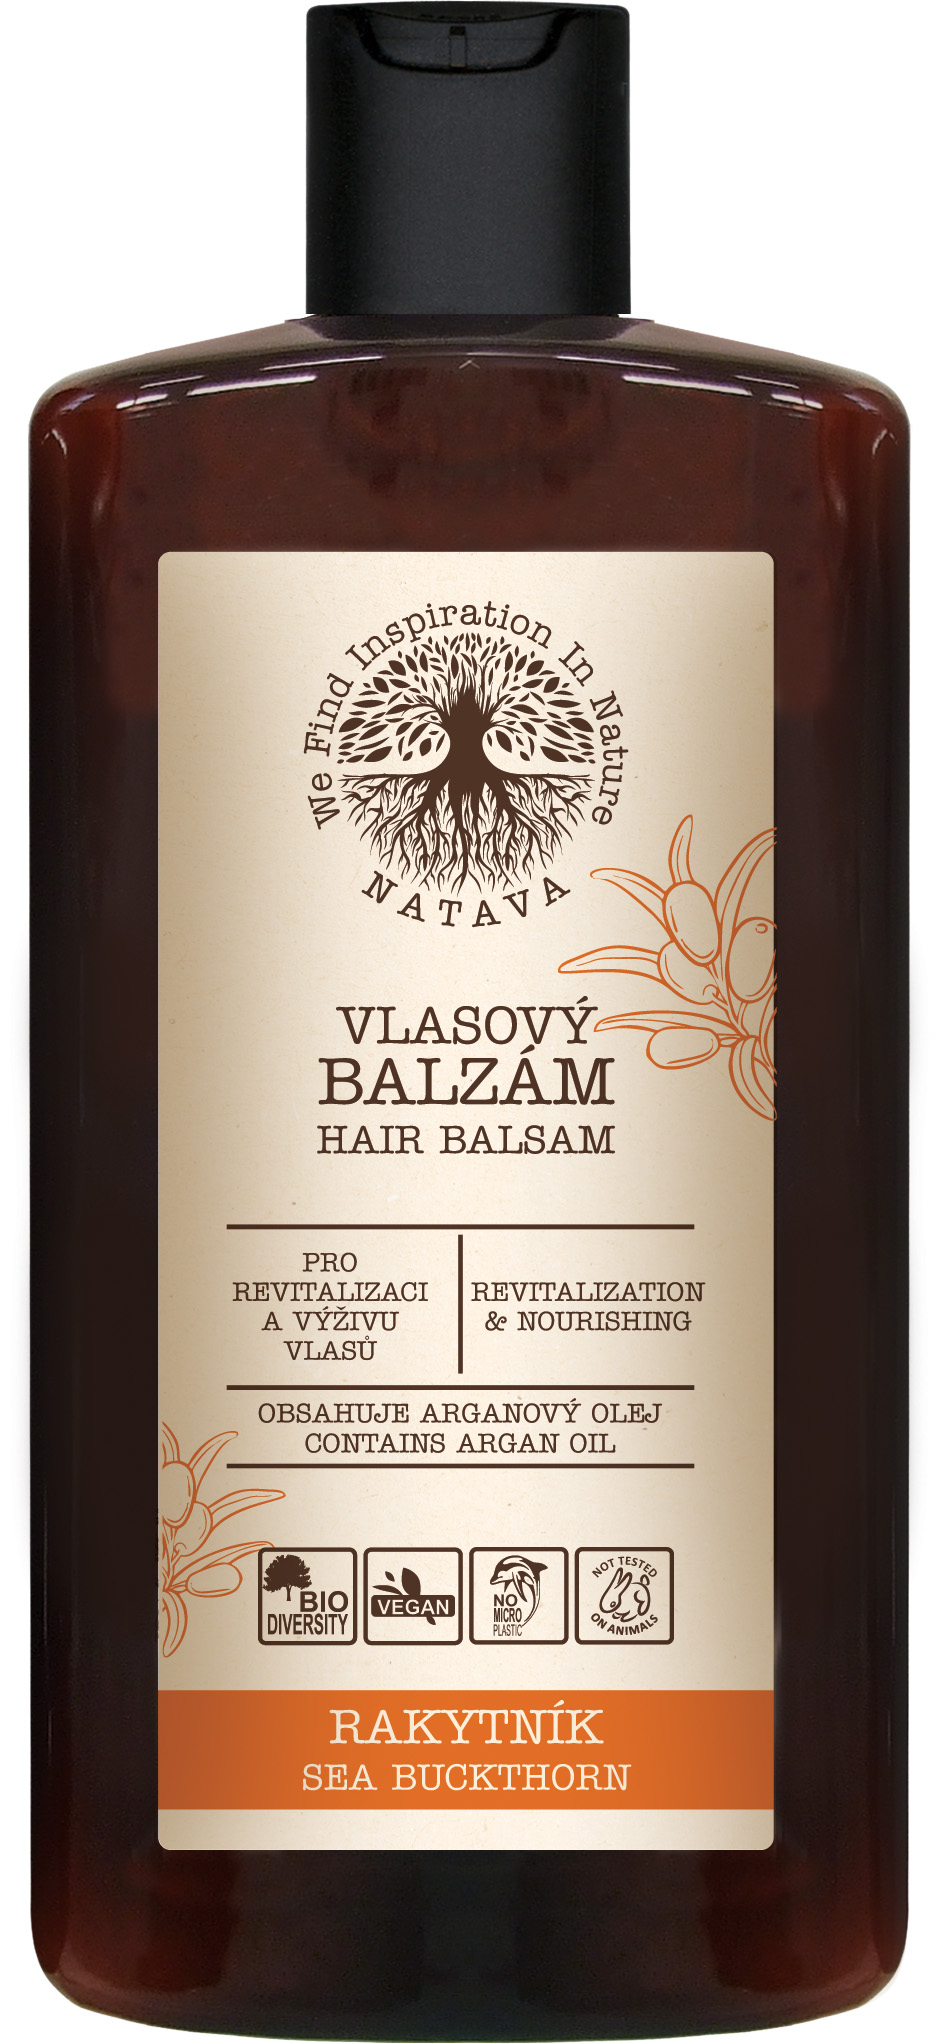 We Find Inspiration In Nature
NATAVA
VLASOVÝ
BALZÁM
HAIR BALSAM
PRO
REVITALIZACI
A VÝŽIVU
VLASŮ
REVITALIZATION
& NOURISHING
OBSAHUJE ARGANOVÝ OLEJ
CONTAINS ARGAN OIL
BIO
DIVERSITY
VEGAN
NO
MICRO
PLASTIC
NOT TESTED
ON ANIMALS
RAKYTNÍK
SEA BUCKTHORN